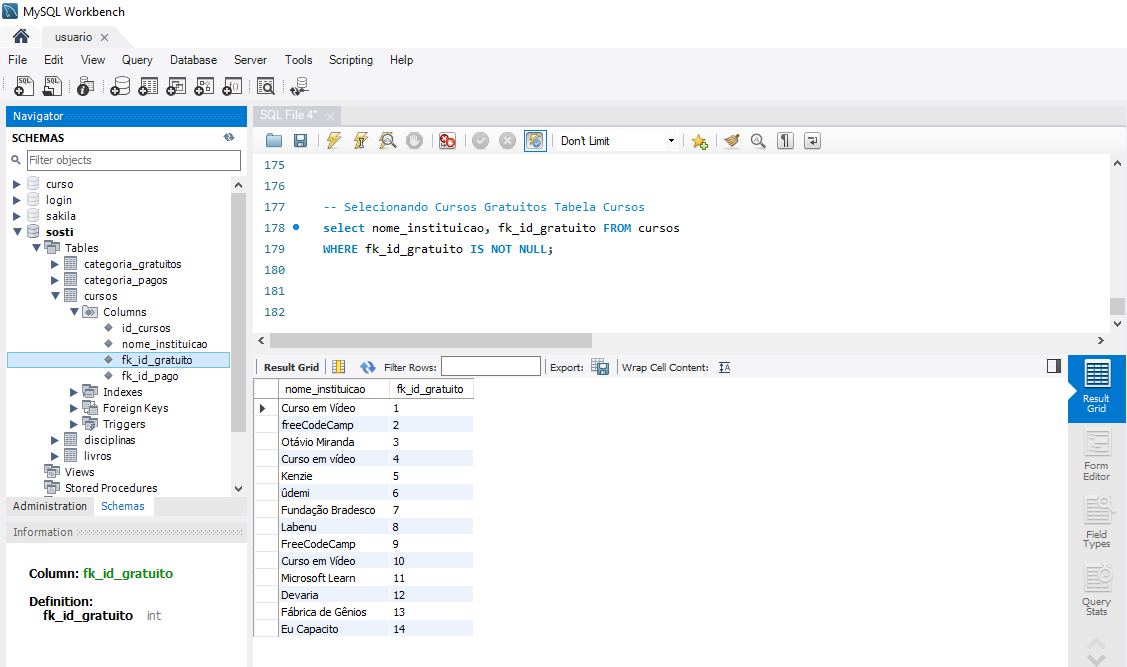 MySQL Workbench
usuario
File Edit View Query Database Server Tools Scripting Help
Navigator
SCHEMAS
Filter objects
curso
login
sakila
sosti
Tables
categoria_gratuitos
categoria_pagos
cursos
Columns
id_cursos
nome_instituicao
fk_id_gratuito
fk_id_pago
Indexes
Foreign Keys
Triggers
disciplinas
livros
Views
Stored Procedures
Administration Schemas
Information
Column: fk_id_gratuito
Definition:
fk_id_gratuito int
SQL File 4*
Don't Limit
175
176
177 -- Selecionando Cursos Gratuitos Tabela Cursos
178 select nome_instituicao, fk_id_gratuito FROM cursos
179 WHERE fk_id_gratuito IS NOT NULL;
180
181
182
Result Grid Filter Rows: Export: Wrap Cell Content:
nome_instituicao fk_id_gratuito
Curso em Vídeo 1
freeCodeCamp 2
Otávio Miranda 3
Curso em vídeo 4
Kenzie 5
ûdemi 6
Fundação Bradesco 7
Labenu 8
FreeCodeCamp 9
Curso em Vídeo 10
Microsoft Learn 11
Devaria 12
Fábrica de Gênios 13
Eu Capacito 14
Result
Grid
Form
Editor
Field
Types
Query
Stats